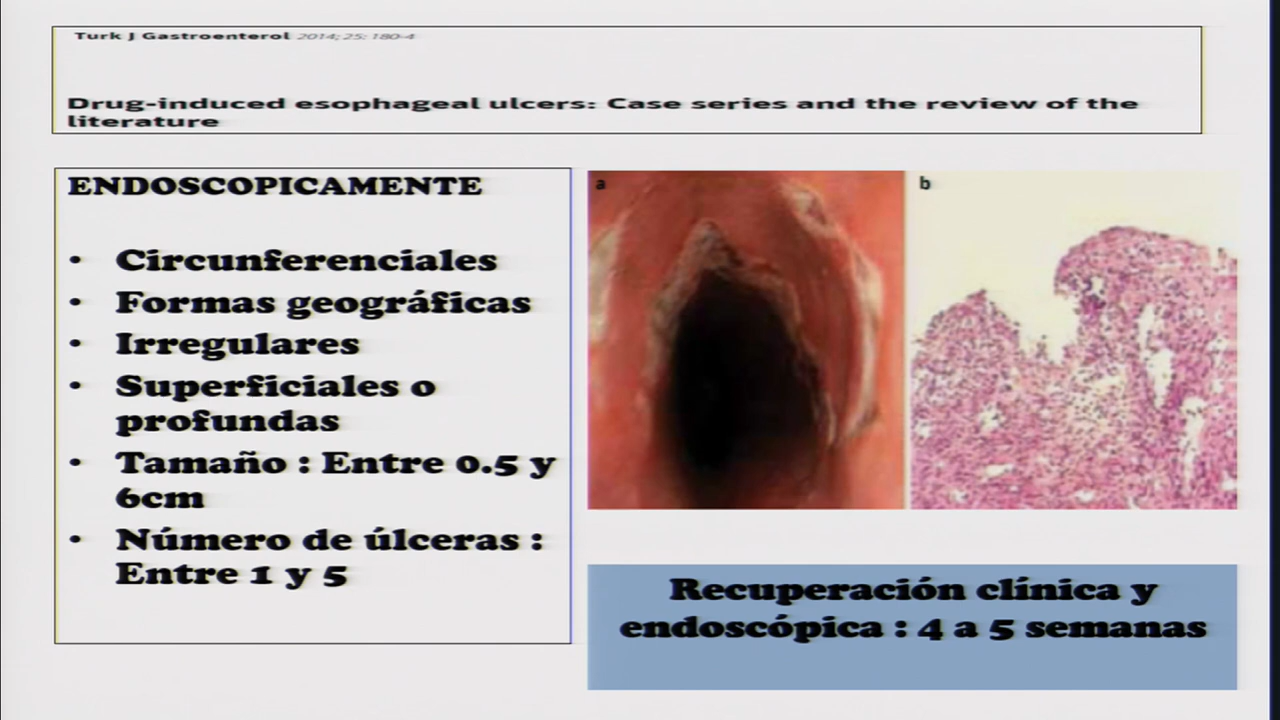 Turk J Gastroenterol 2014; 25: 180-4
Drug-induced esophageal ulcers: Case series and the review of the
literature
ENDOSCOPICAMENTE
• Circunferenciales
• Formas geográficas
• Irregulares
• Superficiales o
profundas
• Tamaño : Entre 0.5 y
6cm
• Número de úlceras :
Entre 1 y 5
a
b
Recuperación clínica y
endoscópica : 4 a 5 semanas